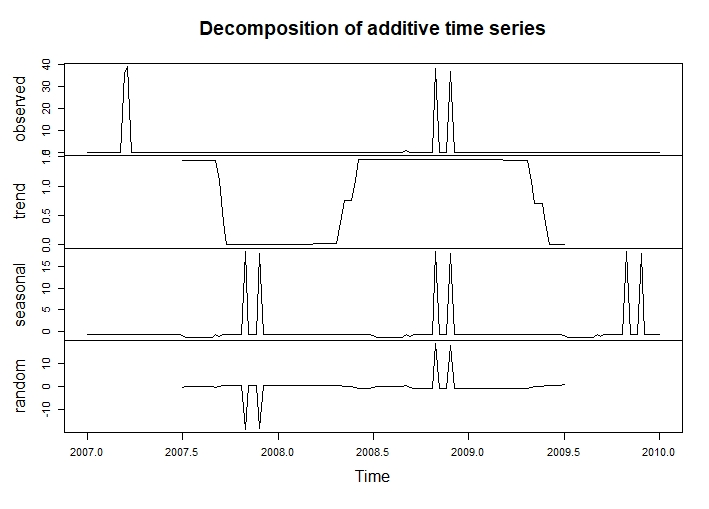 Decomposition of additive time series
observed
0 10 20 30 40
trend
0.0 0.5 1.0 1.5
seasonal
0 5 10 15
random
-10 0 10
2007.0 2007.5 2008.0 2008.5 2009.0 2009.5 2010.0
Time